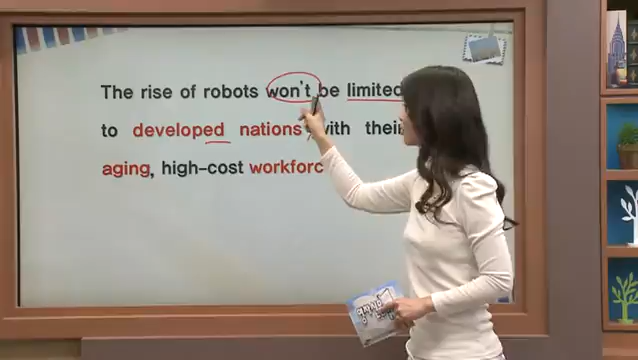 The rise of robots won't be limited
to developed nations with their
aging, high-cost workforc